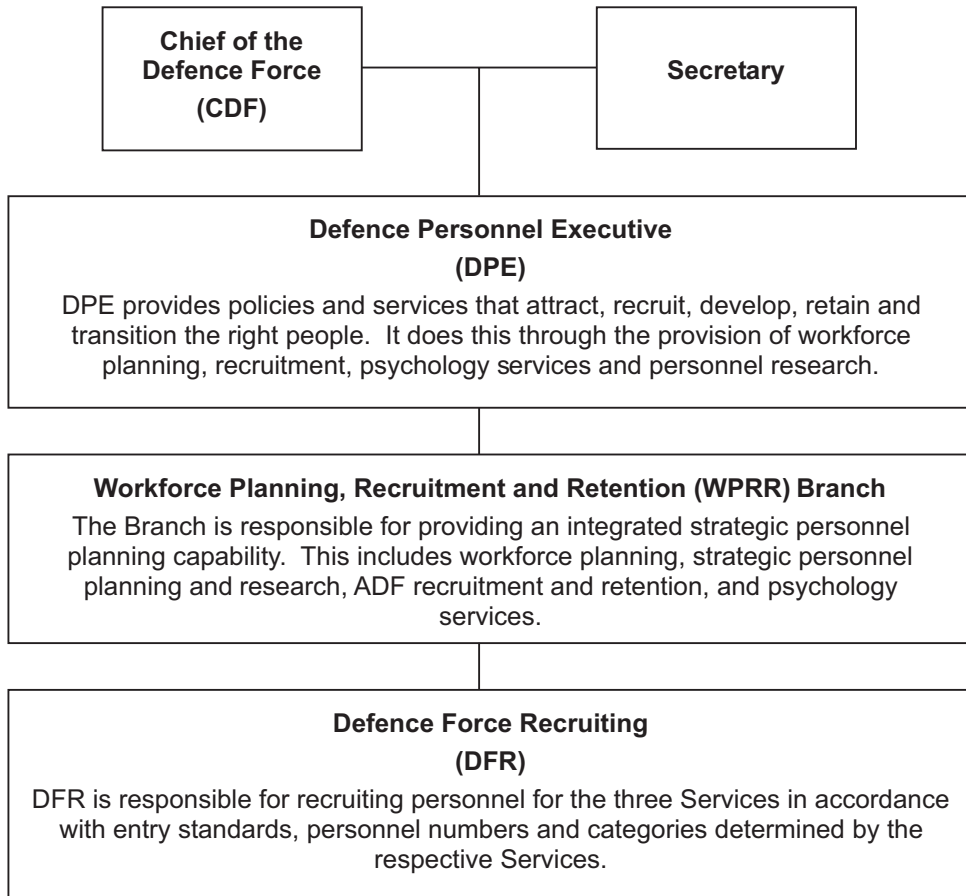 Chief of the
Defence Force
(CDF)
Secretary
Defence Personnel Executive
(DPE)
DPE provides policies and services that attract, recruit, develop, retain and
transition the right people.  It does this through the provision of workforce
planning, recruitment, psychology services and personnel research.
Workforce Planning, Recruitment and Retention (WPRR) Branch
The Branch is responsible for providing an integrated strategic personnel
planning capability.  This includes workforce planning, strategic personnel
planning and research, ADF recruitment and retention, and psychology
services.
Defence Force Recruiting
(DFR)
DFR is responsible for recruiting personnel for the three Services in accordance
with entry standards, personnel numbers and categories determined by the
respective Services.